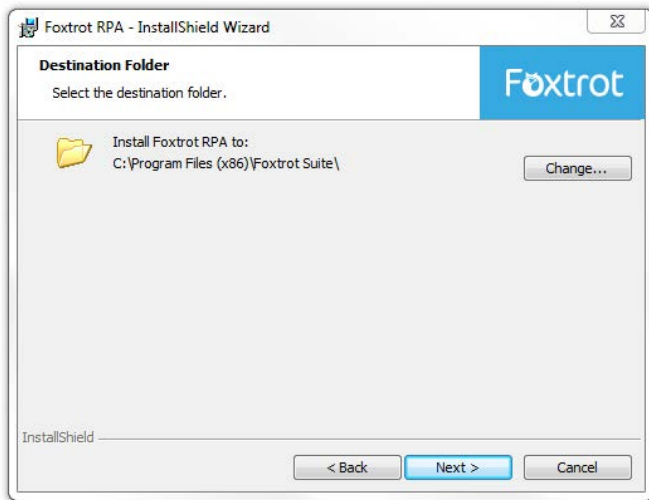 Foxtrot RPA - InstallShield Wizard
Destination Folder
Select the destination folder.
Foxtrot
Install Foxtrot RPA to:
C:\Program Files (x86)\Foxtrot Suite\
Change...
InstallShield
< Back
Next >
Cancel